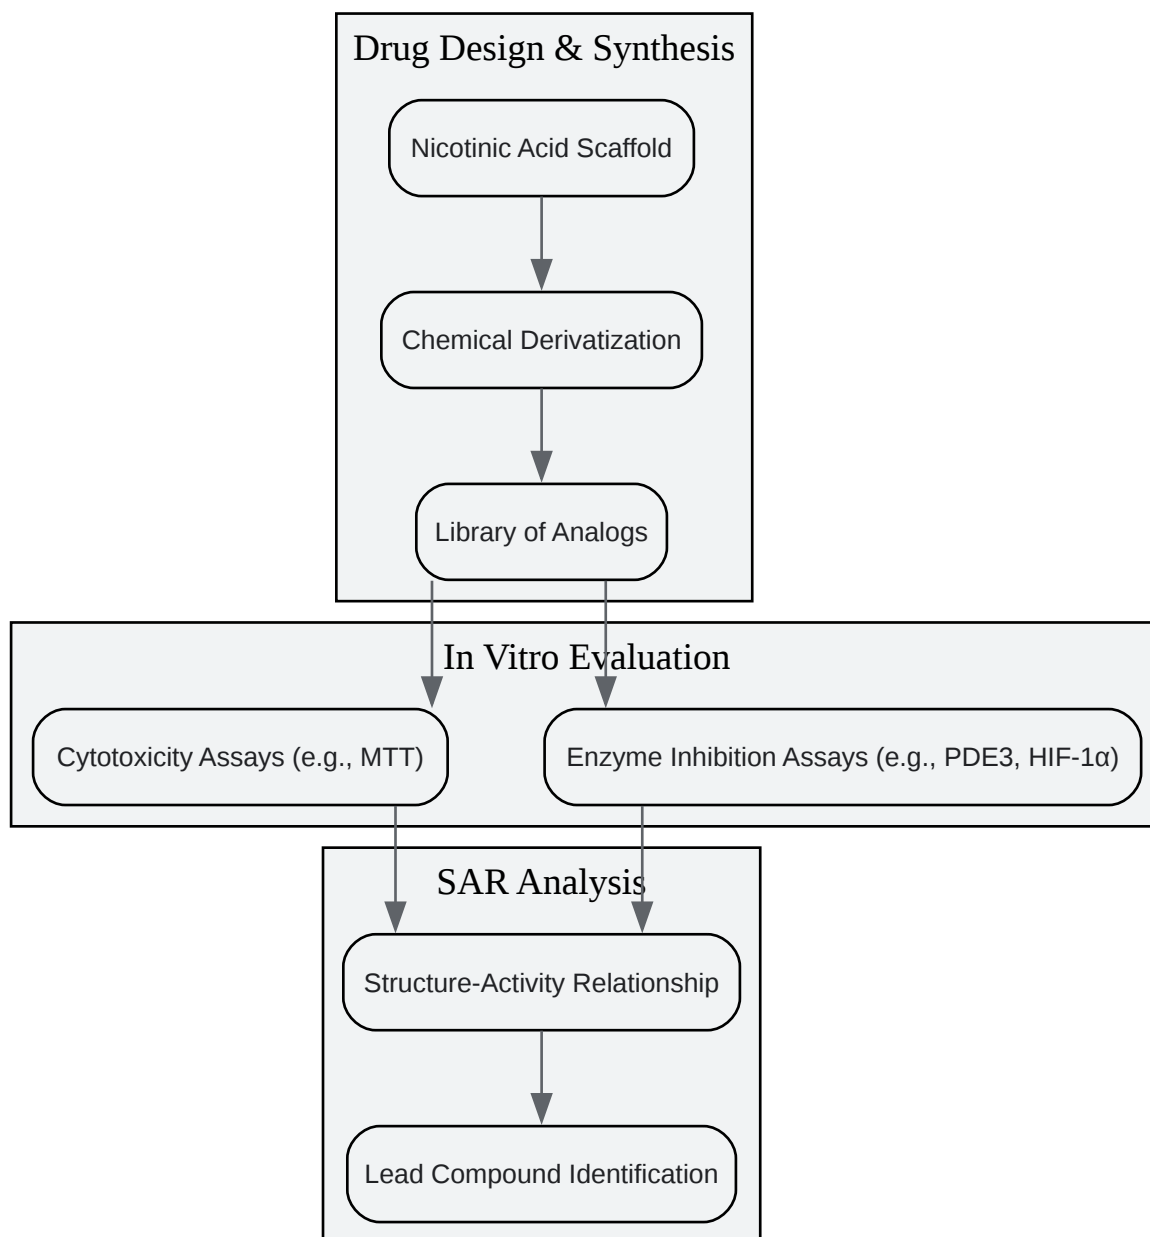 Drug Design & Synthesis
Nicotinic Acid Scaffold
Chemical Derivatization
Library of Analogs
In Vitro Evaluation
Cytotoxicity Assays (e.g., MTT)
Enzyme Inhibition Assays (e.g., PDE3, HIF-1α)
SAR Analysis
Structure-Activity Relationship
Lead Compound Identification